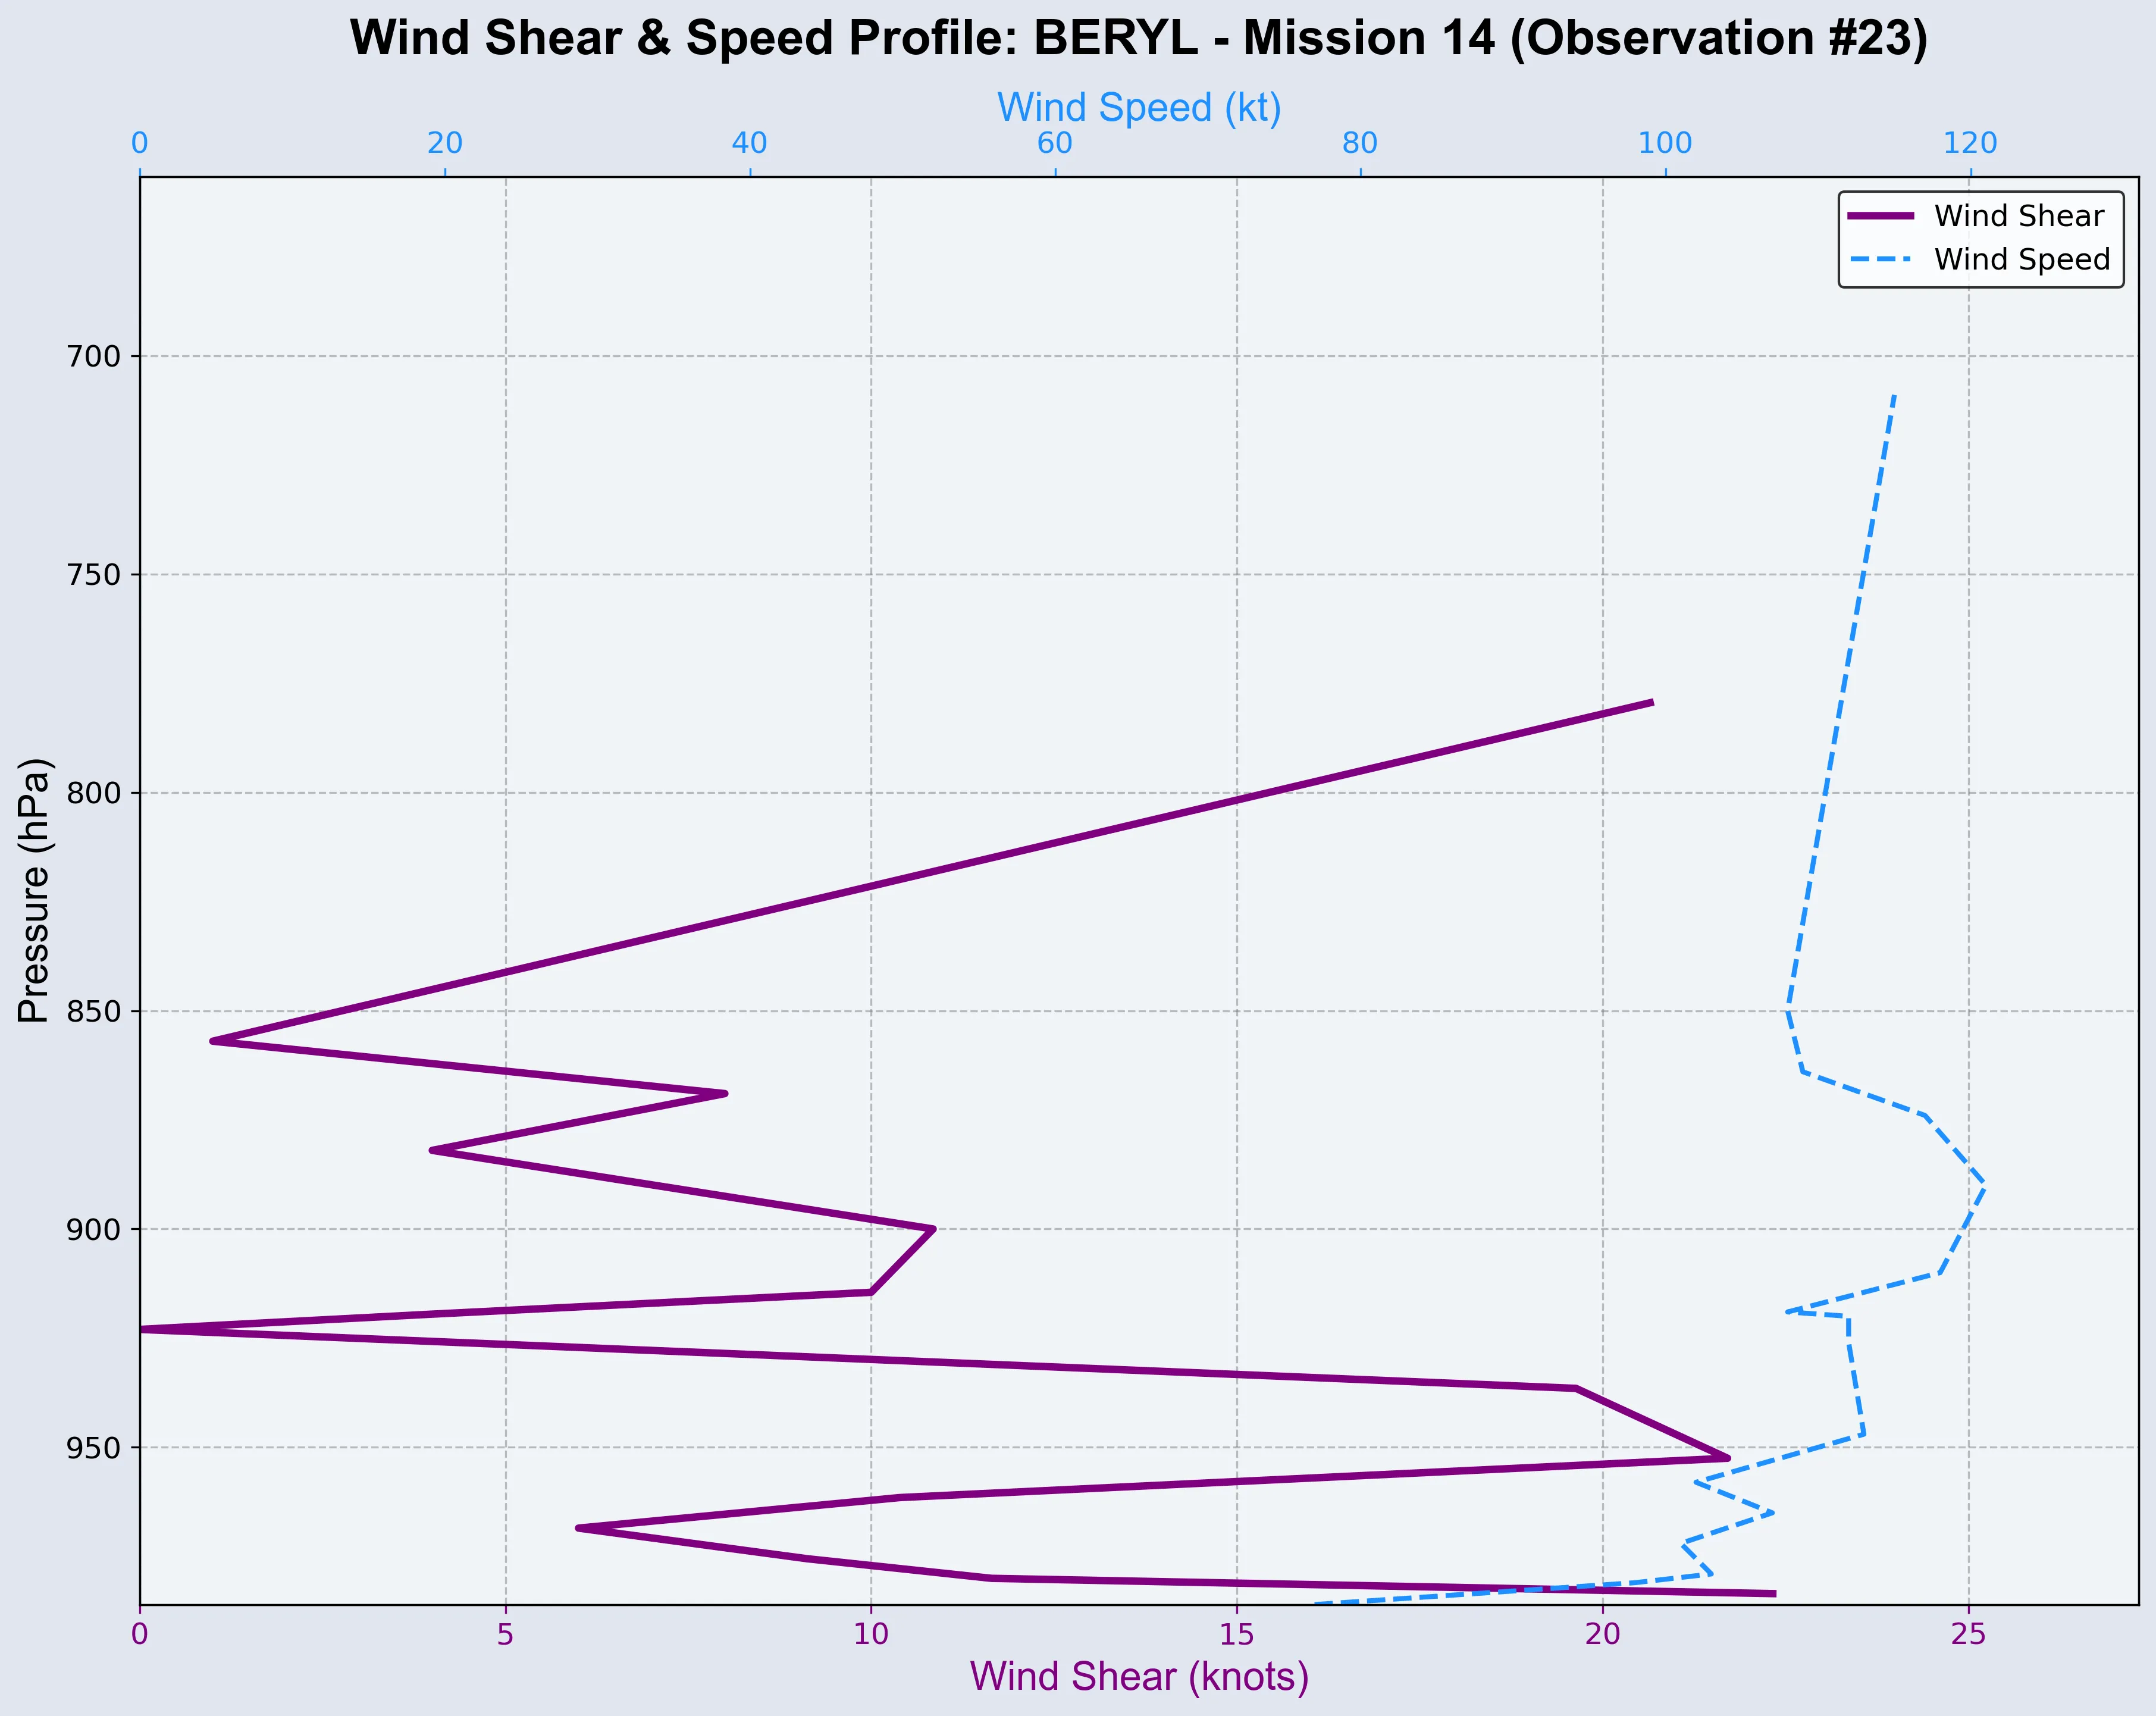 Wind Shear & Speed Profile: BERYL - Mission 14 (Observation #23)
Wind Speed (kt)
0 20 40 60 80 100 120
Wind Shear
Wind Speed
700
750
800
850
900
950
Pressure (hPa)
0 5 10 15 20 25
Wind Shear (knots)